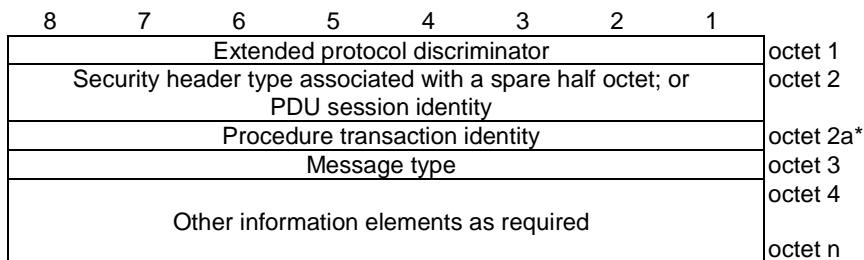 8 7 6 5 4 3 2 1
Extended protocol discriminator octet 1
Security header type associated with a spare half octet; or octet 2
PDU session identity
Procedure transaction identity octet 2a*
Message type octet 3
octet 4
Other information elements as required
octet n